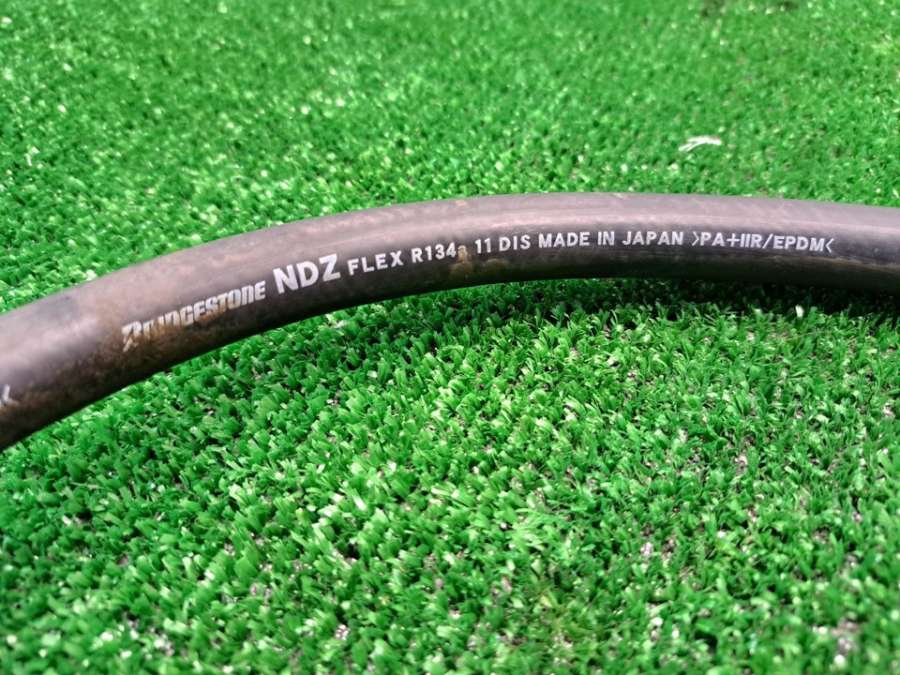 BRIDGESTONE NDZ FLEX R134a 11 DIS MADE IN JAPAN >PA+IIR/EPDM<